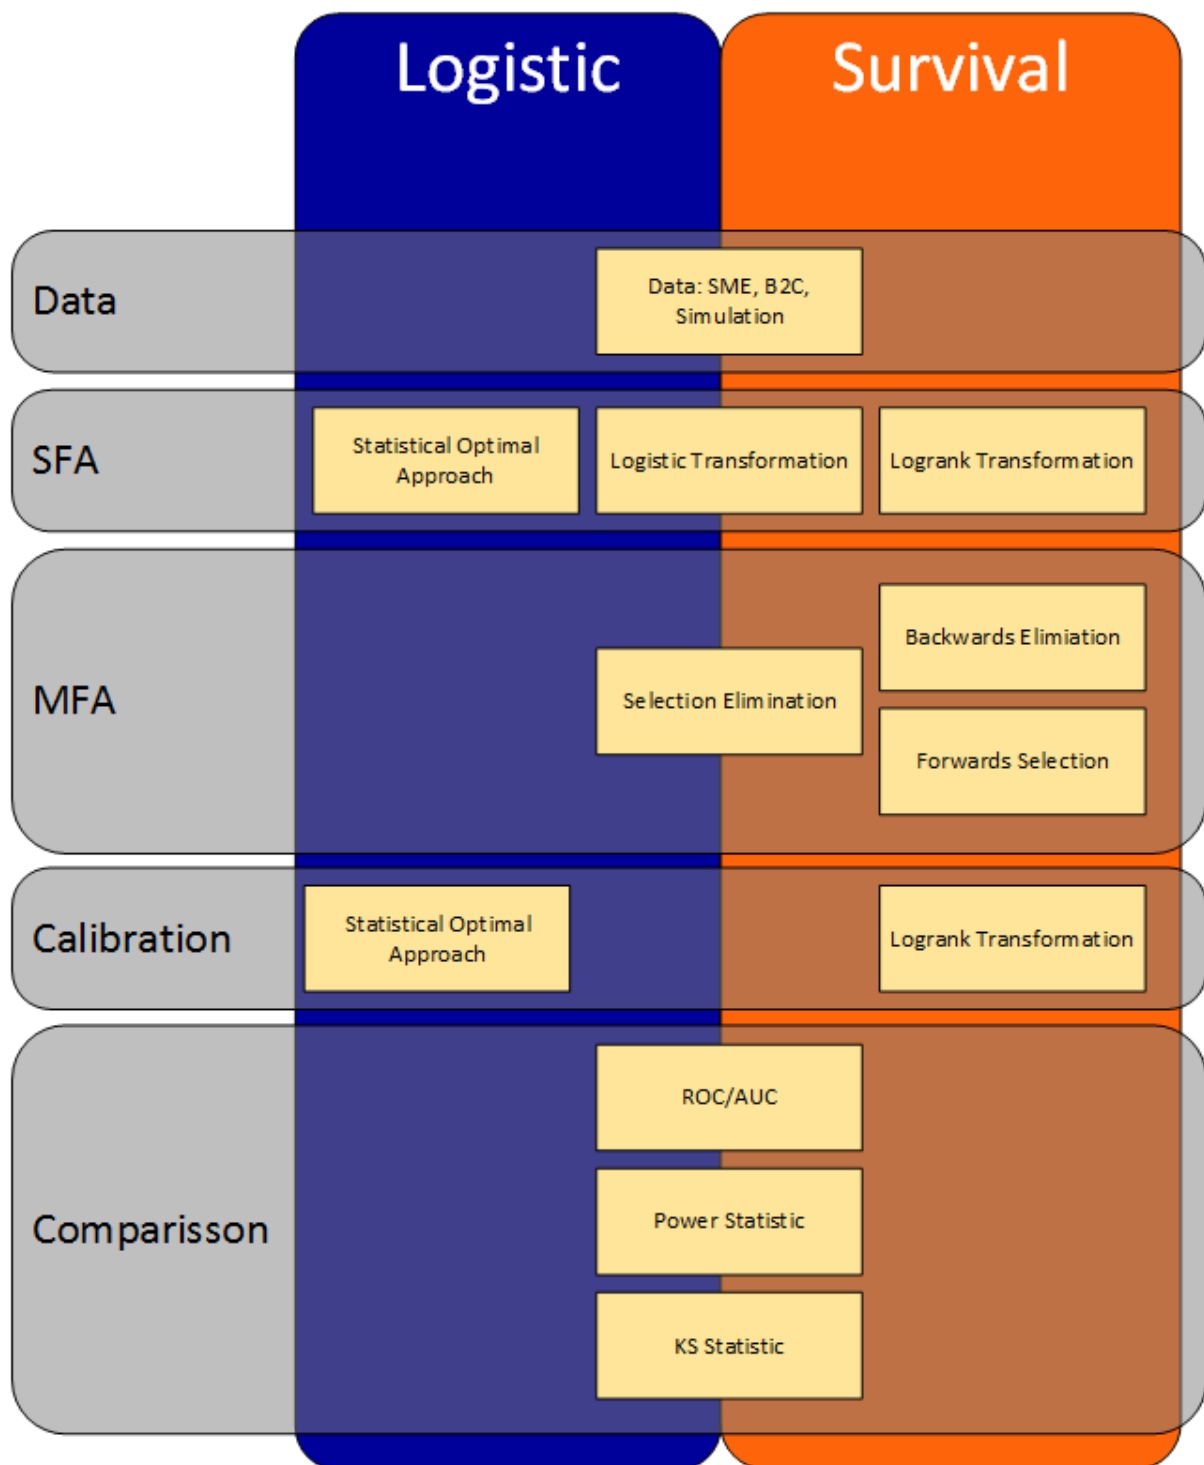 Logistic
Survival
Data
Data: SME, B2C,
Simulation
SFA
Statistical Optimal
Approach
Logistic Transformation
Logrank Transformation
MFA
Selection Elimination
Backwards Elimiation
Forwards Selection
Calibration
Statistical Optimal
Approach
Logrank Transformation
Comparisson
ROC/AUC
Power Statistic
KS Statistic